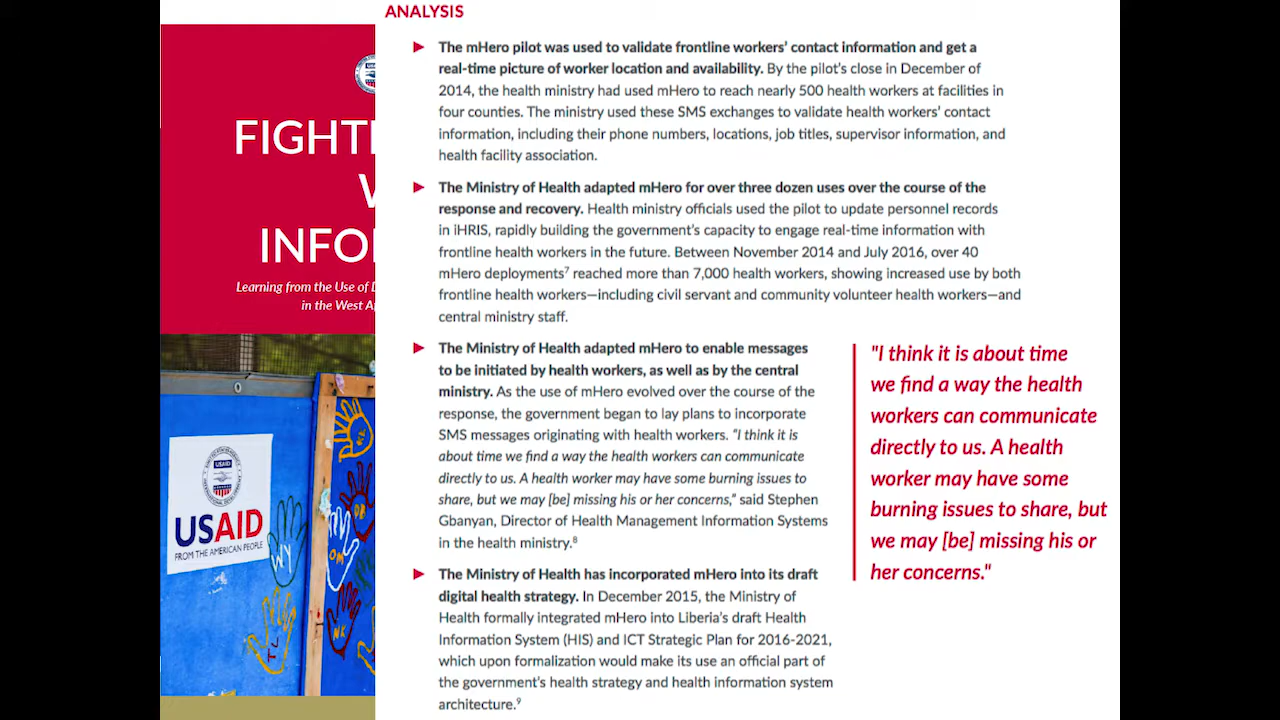 FIGHT
INFO
Learning from the Use of
in the West
USAID
FROM THE AMERICAN PEOPLE
WY
OM
DB
NK
TL
ANALYSIS
The mHero pilot was used to validate frontline workers' contact information and get a
real-time picture of worker location and availability. By the pilot's close in December of
2014, the health ministry had used mHero to reach nearly 500 health workers at facilities in
four counties. The ministry used these SMS exchanges to validate health workers' contact
information, including their phone numbers, locations, job titles, supervisor information, and
health facility association.
The Ministry of Health adapted mHero for over three dozen uses over the course of the
response and recovery. Health ministry officials used the pilot to update personnel records
in iHRIS, rapidly building the government's capacity to engage real-time information with
frontline health workers in the future. Between November 2014 and July 2016, over 40
mHero deployments⁷ reached more than 7,000 health workers, showing increased use by both
frontline health workers—including civil servant and community volunteer health workers—and
central ministry staff.
The Ministry of Health adapted mHero to enable messages
to be initiated by health workers, as well as by the central
ministry. As the use of mHero evolved over the course of the
response, the government began to lay plans to incorporate
SMS messages originating with health workers. "I think it is
about time we find a way the health workers can communicate
directly to us. A health worker may have some burning issues to
share, but we may [be] missing his or her concerns," said Stephen
Gbanyan, Director of Health Management Information Systems
in the health ministry.⁸
The Ministry of Health has incorporated mHero into its draft
digital health strategy. In December 2015, the Ministry of
Health formally integrated mHero into Liberia's draft Health
Information System (HIS) and ICT Strategic Plan for 2016-2021,
which upon formalization would make its use an official part of
the government's health strategy and health information system
architecture.⁹
"I think it is about time
we find a way the health
workers can communicate
directly to us. A health
worker may have some
burning issues to share, but
we may [be] missing his or
her concerns."